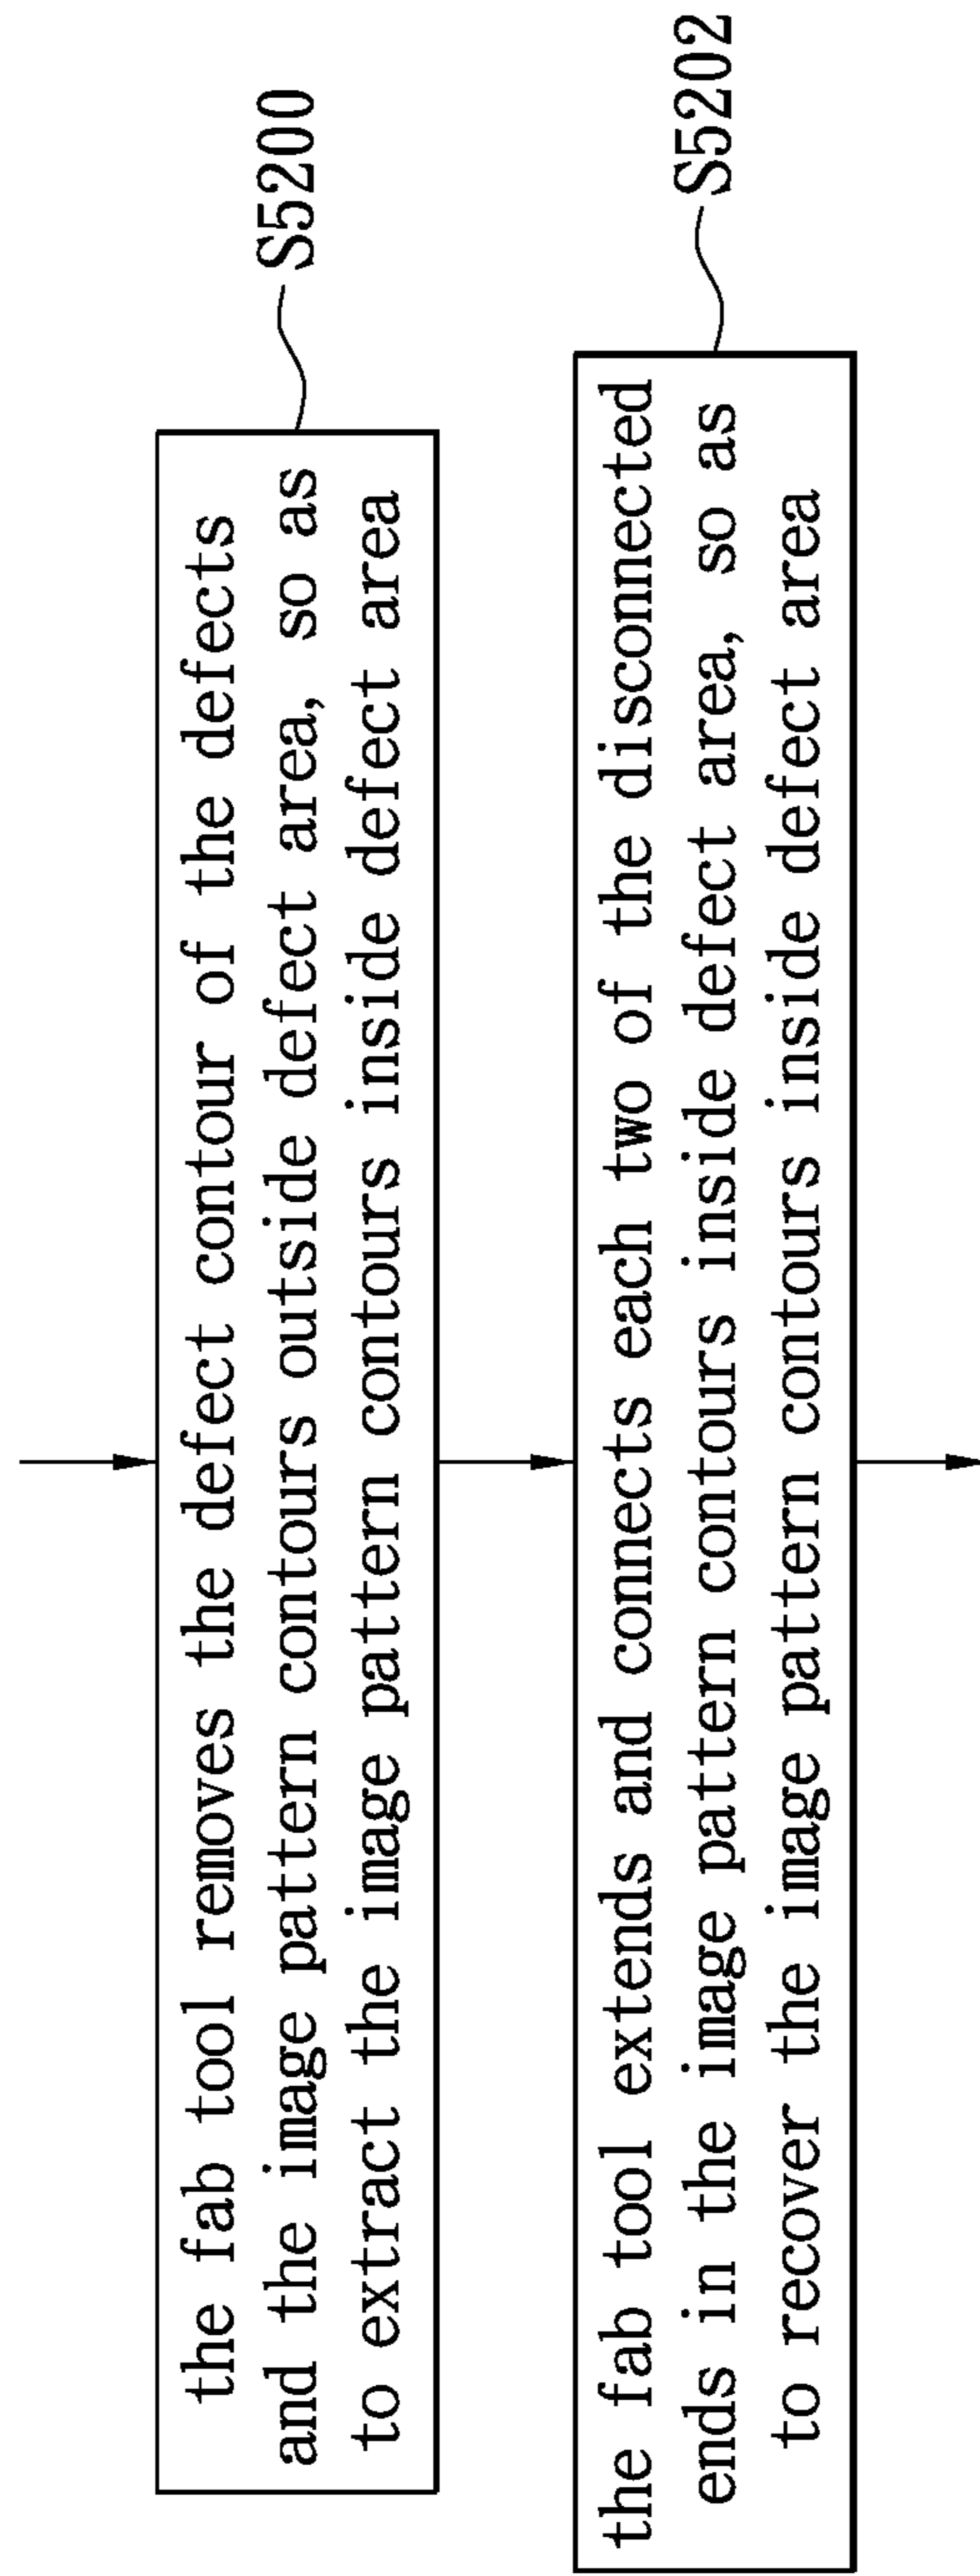 the fab tool removes the defect contour of the defects
and the image pattern contours outside defect area, so as
to extract the image pattern contours inside defect area
S5200
the fab tool extends and connects each two of the disconnected
ends in the image pattern contours inside defect area, so as
to recover the image pattern contours inside defect area
S5202